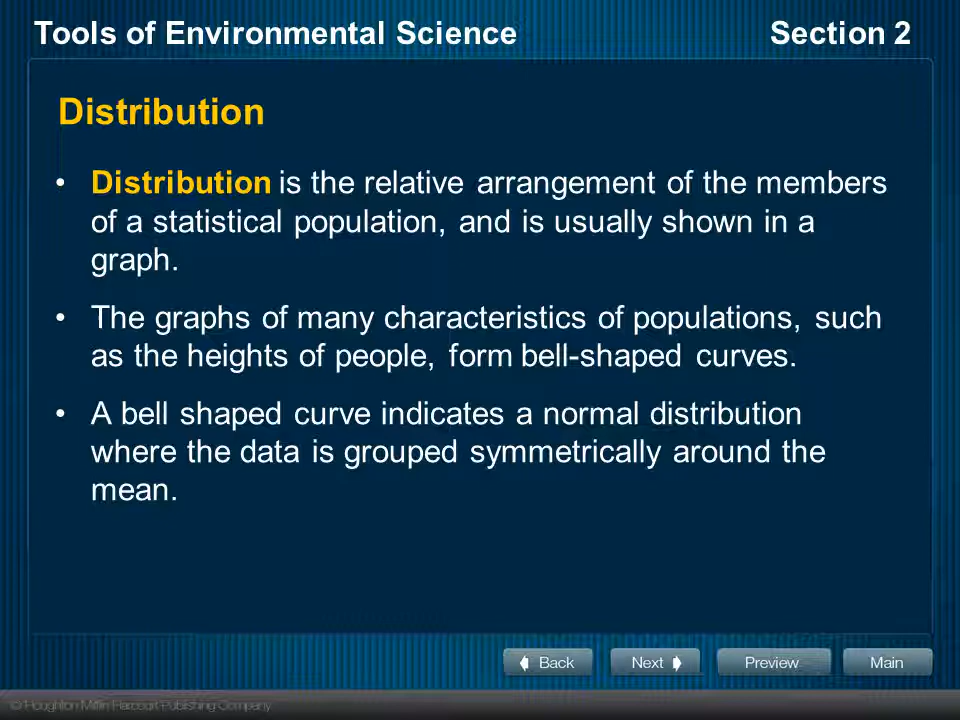 Tools of Environmental Science
Section 2
Distribution
• Distribution is the relative arrangement of the members
of a statistical population, and is usually shown in a
graph.
• The graphs of many characteristics of populations, such
as the heights of people, form bell-shaped curves.
• A bell shaped curve indicates a normal distribution
where the data is grouped symmetrically around the
mean.
Back
Next
Preview
Main
© Houghton Mifflin Harcourt Publishing Company